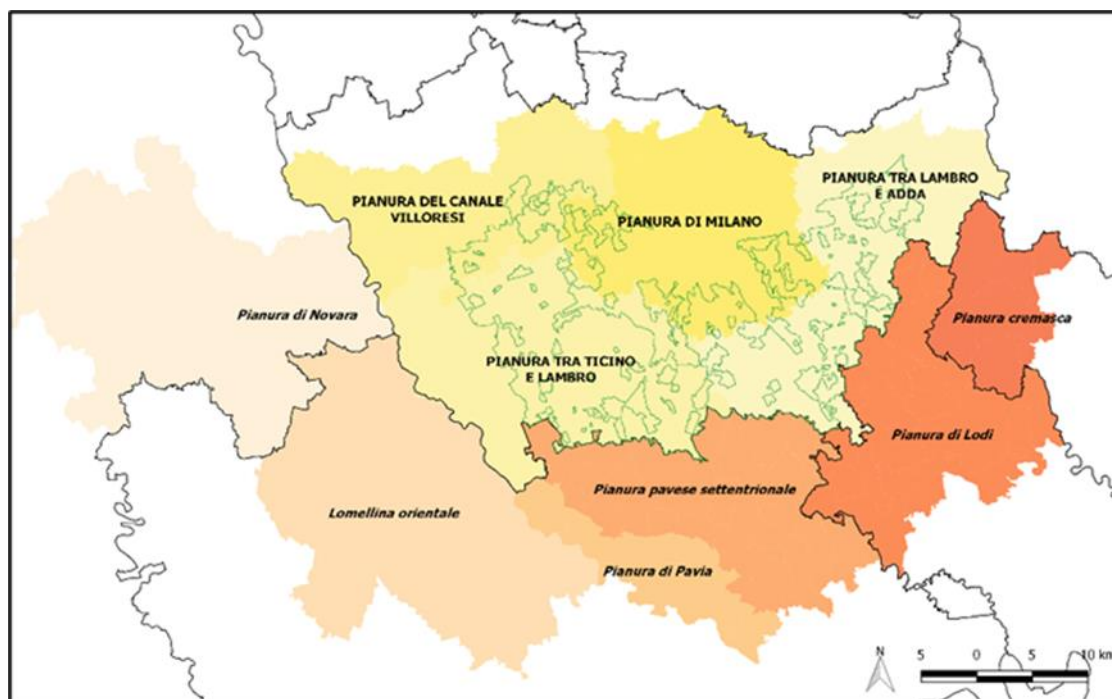 PIANURA DEL CANALE
VILLORESI
PIANURA DI MILANO
PIANURA TRA LAMBRO
E ADDA
Pianura di Novara
Pianura cremasca
PIANURA TRA TICINO
E LAMBRO
Pianura di Lodi
Pianura pavese settentrionale
Lomellina orientale
Pianura di Pavia
N
5 0 5 10 km